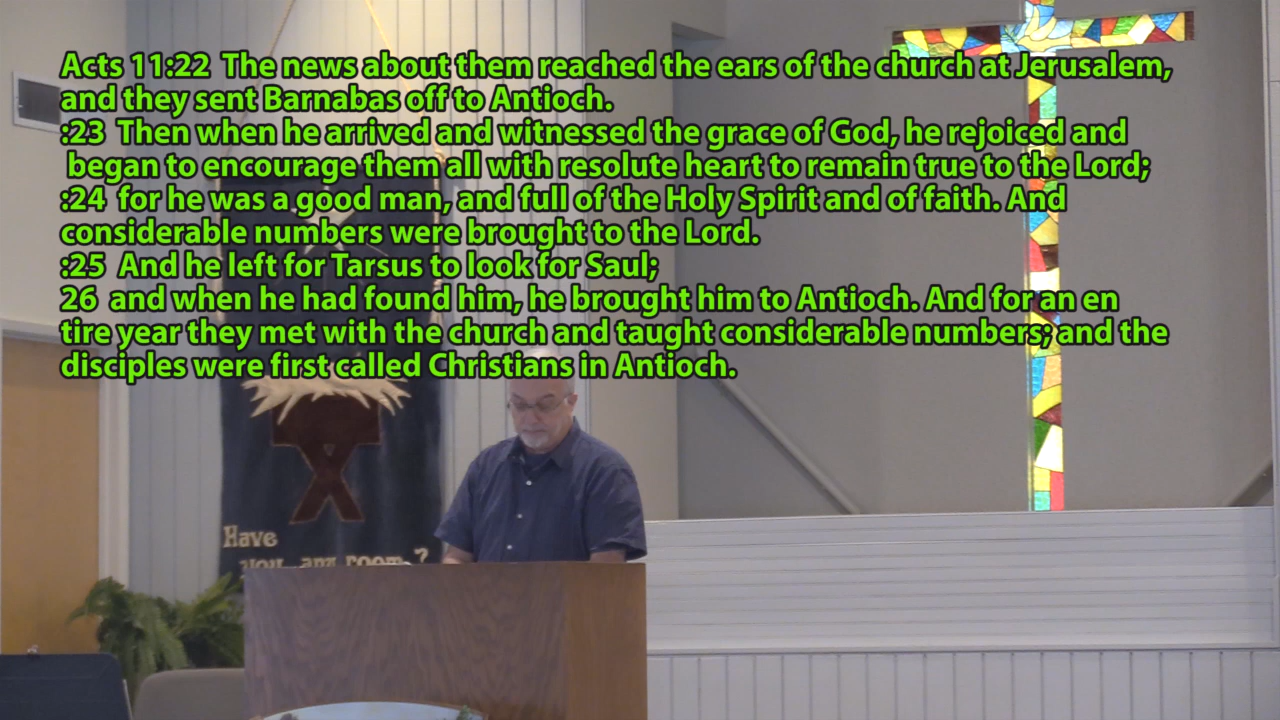 Acts 11:22 The news about them reached the ears of the church at Jerusalem,
and they sent Barnabas off to Antioch.
:23 Then when he arrived and witnessed the grace of God, he rejoiced and
began to encourage them all with resolute heart to remain true to the Lord;
:24 for he was a good man, and full of the Holy Spirit and of faith. And
considerable numbers were brought to the Lord.
:25 And he left for Tarsus to look for Saul;
26 and when he had found him, he brought him to Antioch. And for an en
tire year they met with the church and taught considerable numbers; and the
disciples were first called Christians in Antioch.
Have
you any room..?